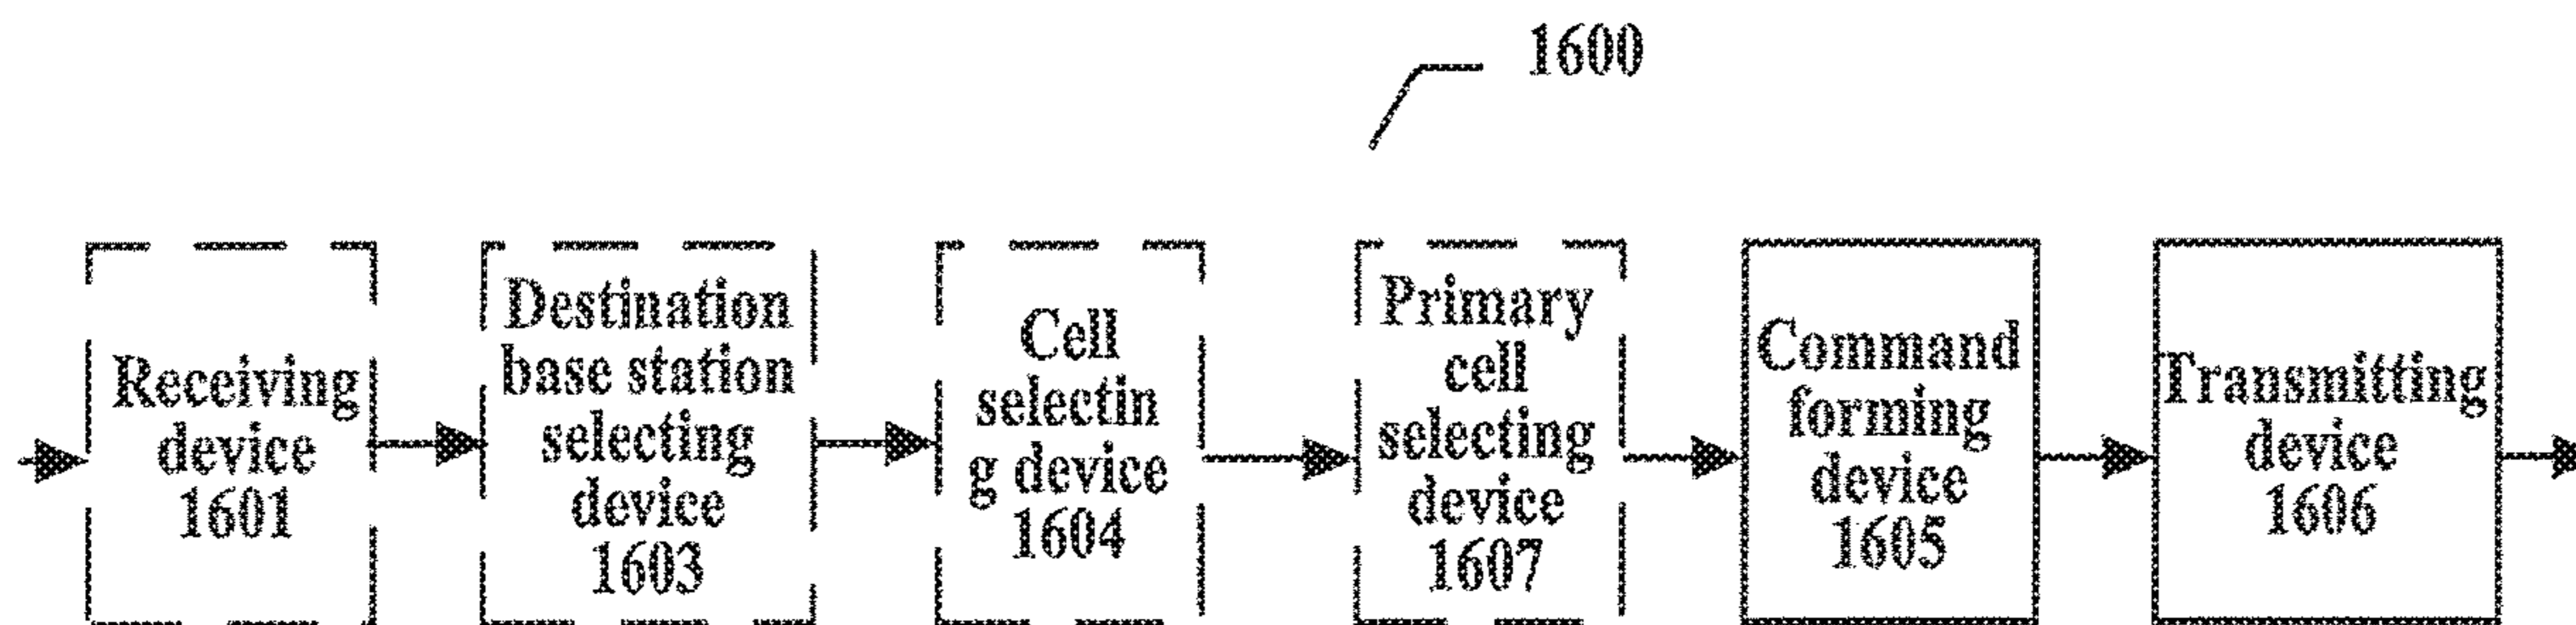 1600
Receiving
device
1601
Destination
base station
selecting
device
1603
Cell
selectin
g device
1604
Primary
cell
selecting
device
1607
Command
forming
device
1605
Transmitting
device
1606